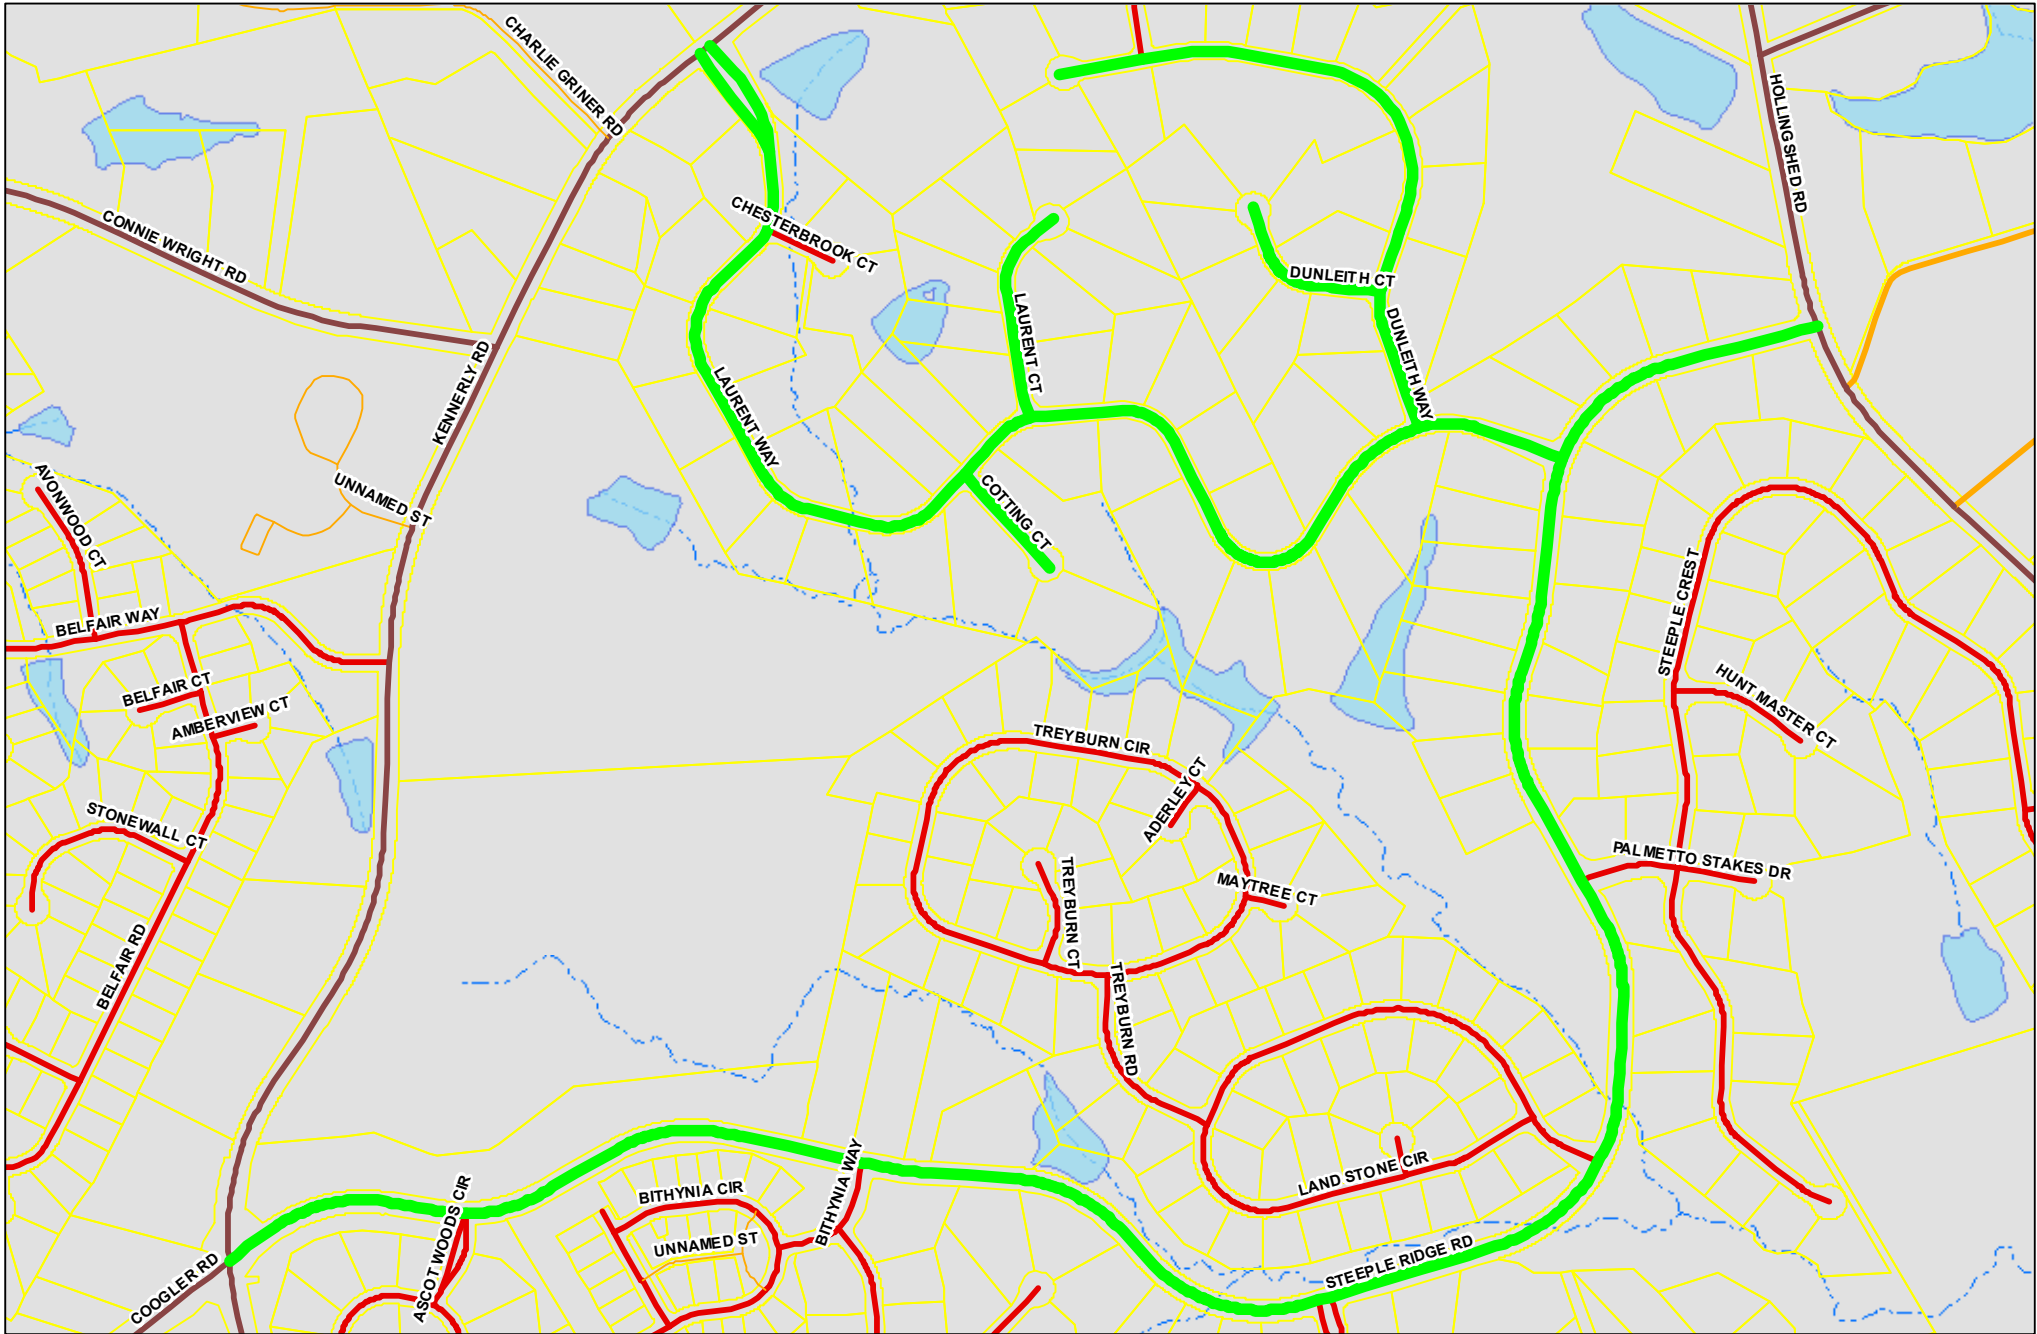 CHARLIE GRINER RD
HOLLINGSHED RD
CONNIE WRIGHT RD
CHESTERBROOK CT
DUNLEITH CT
LAURENT CT
DUNLEITH WAY
KENNERLY RD
LAURENT WAY
AVONWOOD CT
UNNAMED ST
COTTING CT
STEEPLE CREST
BELFAIR WAY
BELFAIR CT
AMBERVIEW CT
HUNT MASTER CT
TREYBURN CIR
ADERLEY CT
STONEWALL CT
PALMETTO STAKES DR
TREYBURN CT
MAYTREE CT
BELFAIR RD
TREYBURN RD
BITHYNIA WAY
LAND STONE CIR
ASCOT WOODS CIR
BITHYNIA CIR
UNNAMED ST
STEEPLE RIDGE RD
COOGLER RD